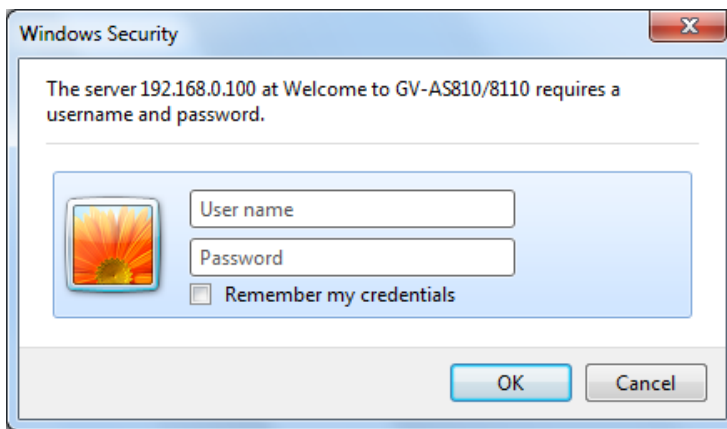 Windows Security
The server 192.168.0.100 at Welcome to GV-AS810/8110 requires a
username and password.
User name
Password
Remember my credentials
OK
Cancel